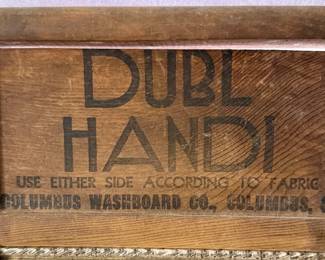 DUBL
HANDI
USE EITHER SIDE ACCORDING TO FABRIC
COLUMBUS WASHBOARD CO., COLUMBUS,